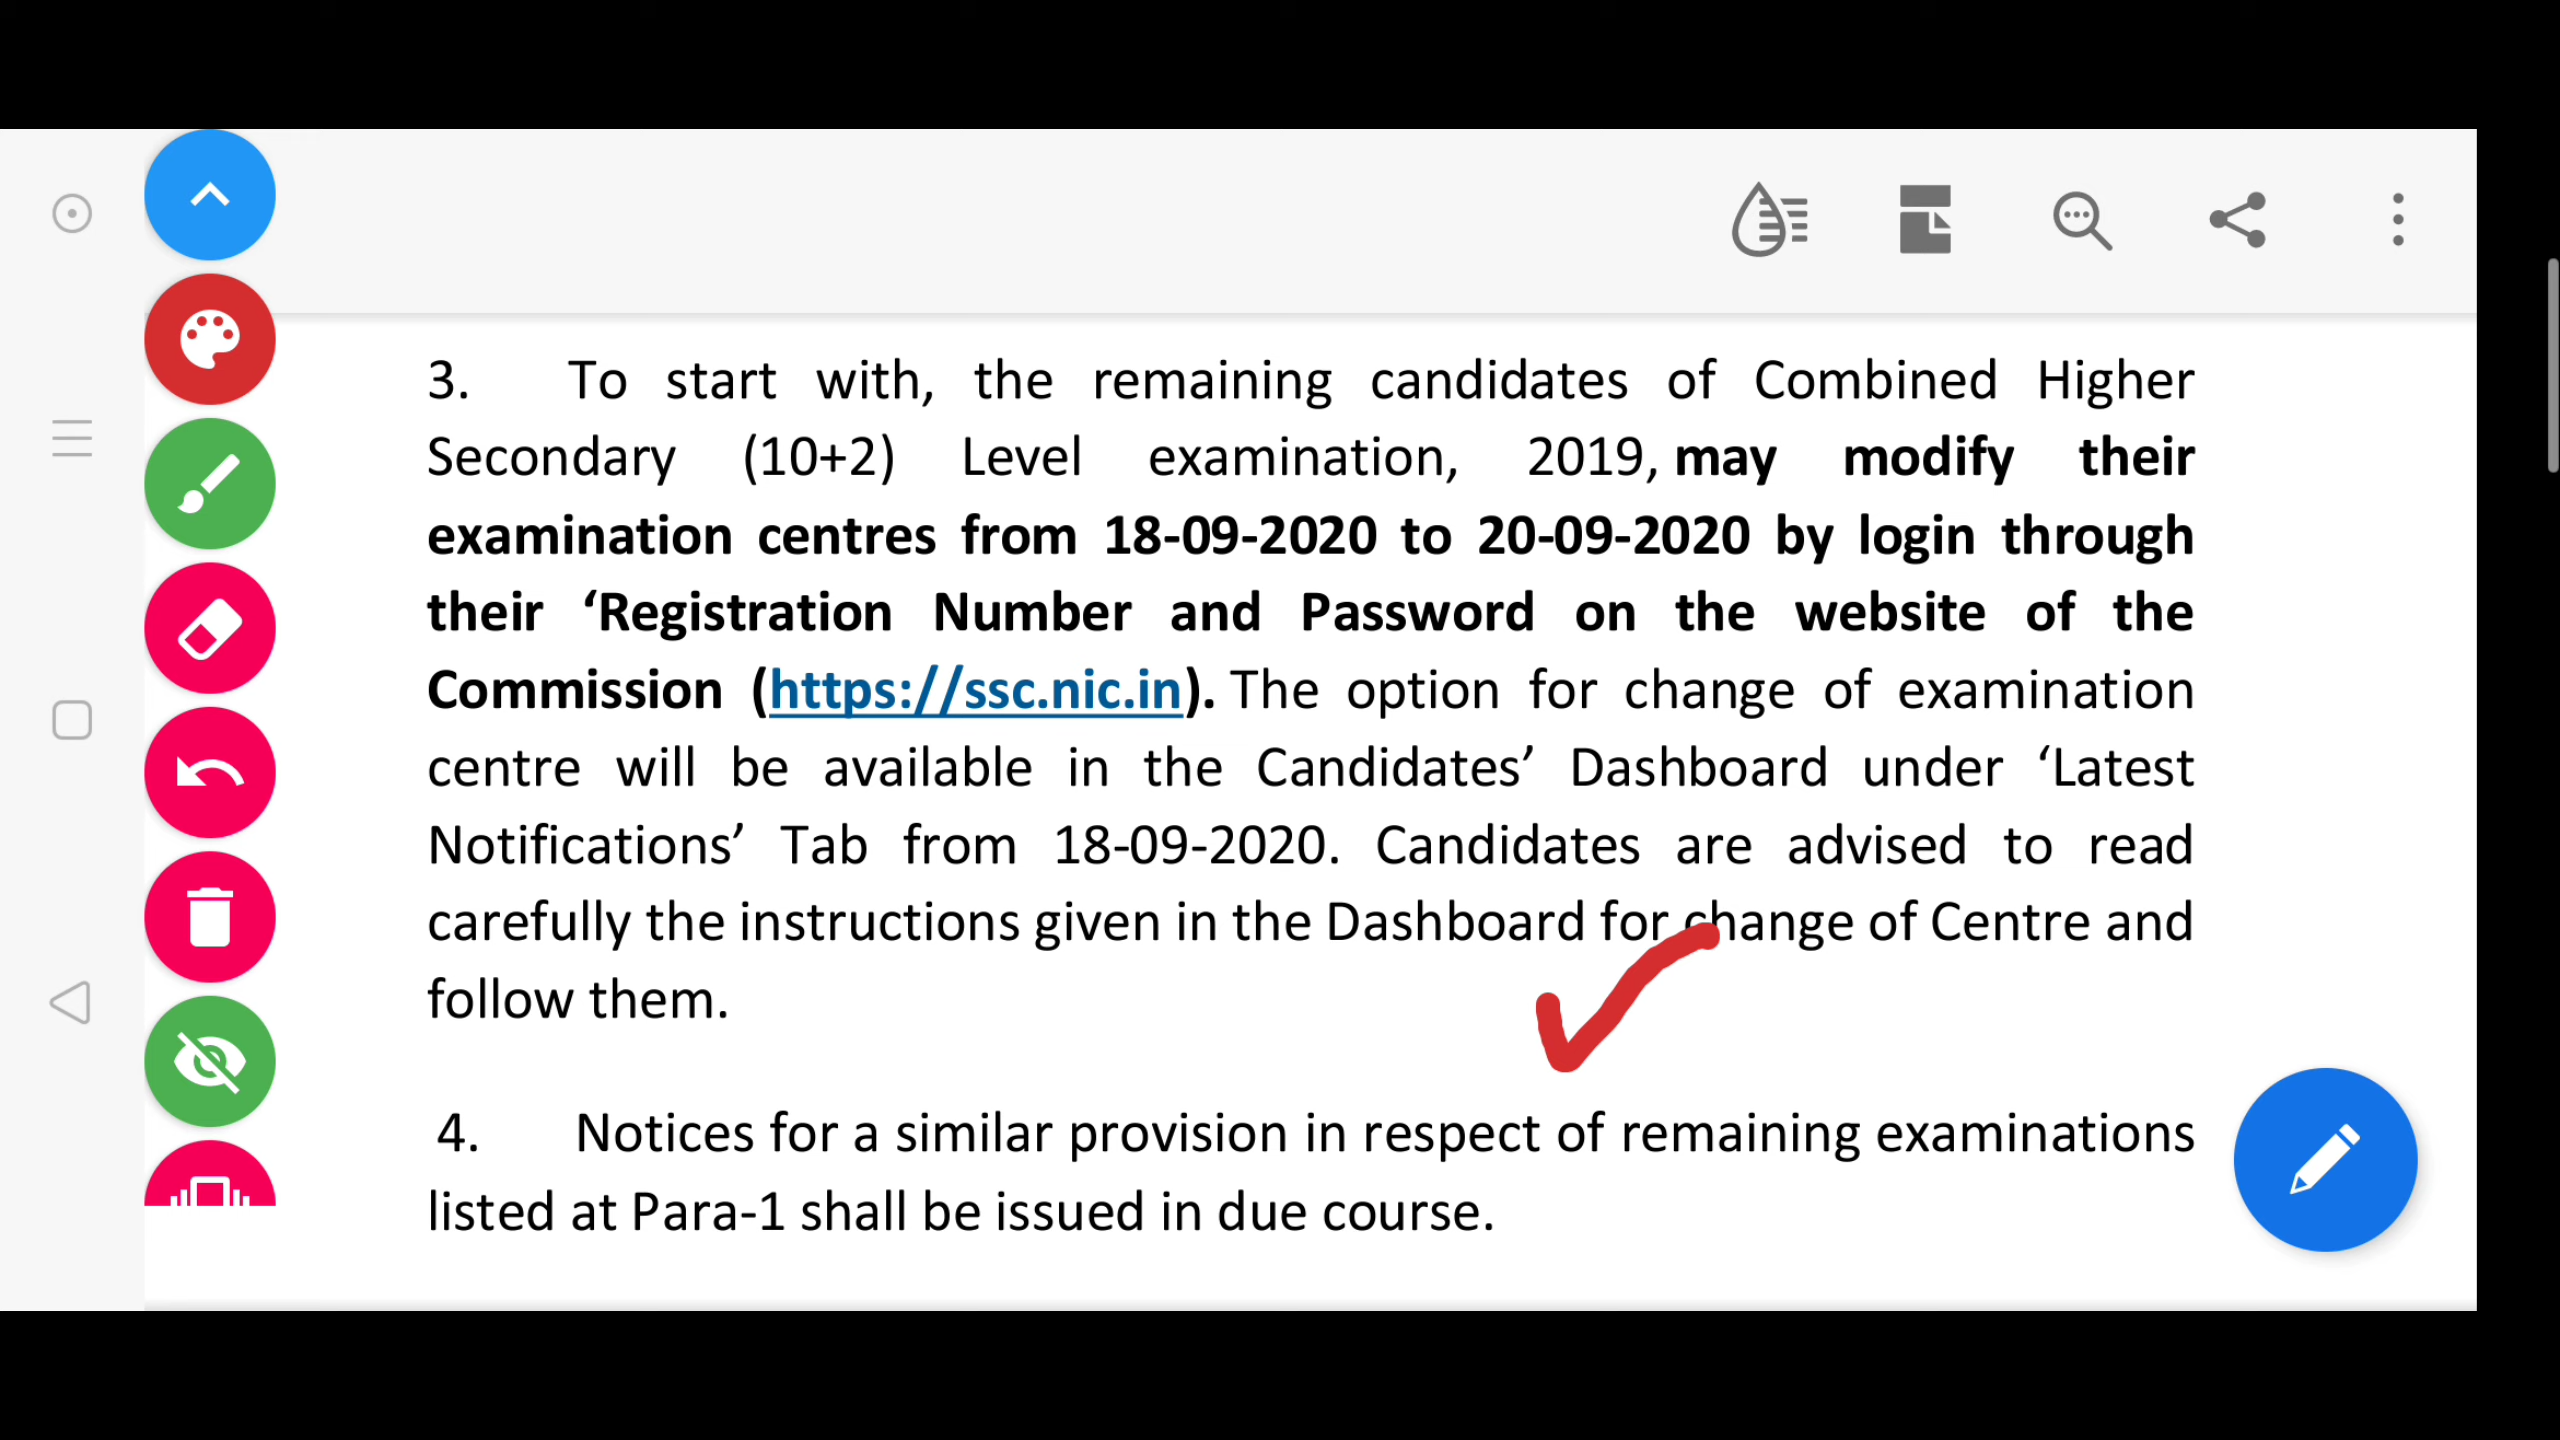 3. To start with, the remaining candidates of Combined Higher
Secondary (10+2) Level examination, 2019, may modify their
examination centres from 18-09-2020 to 20-09-2020 by login through
their ‘Registration Number and Password on the website of the
Commission (https://ssc.nic.in). The option for change of examination
centre will be available in the Candidates’ Dashboard under ‘Latest
Notifications’ Tab from 18-09-2020. Candidates are advised to read
carefully the instructions given in the Dashboard for change of Centre and
follow them.
4. Notices for a similar provision in respect of remaining examinations
listed at Para-1 shall be issued in due course.